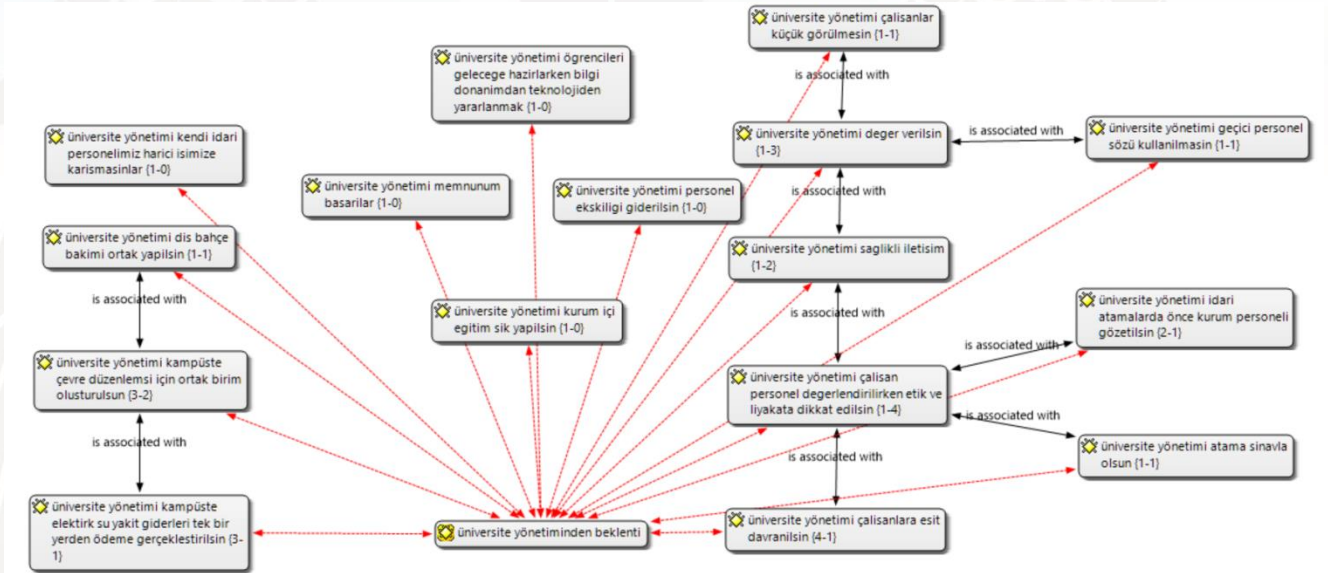 üniversite yönetimi çalisanlar
küçük görülmesin {1-1}
is associated with
üniversite yönetimi ögrencileri
gelecege hazirlarken bilgi
donanimdan teknolojiden
yararlanmak {1-0}
üniversite yönetimi kendi idari
personelimiz harici isimize
karismasinlar {1-0}
üniversite yönetimi deger verilsin
{1-3}
is associated with
üniversite yönetimi geçici personel
sözü kullanilmasin {1-1}
üniversite yönetimi memnunum
basarilar {1-0}
üniversite yönetimi personel
ekskiligi giderilsin {1-0}
is associated with
üniversite yönetimi dis bahçe
bakimi ortak yapilsin {1-1}
üniversite yönetimi saglikli iletisim
{1-2}
is associated with
üniversite yönetimi kurum içi
egitim sik yapilsin {1-0}
is associated with
üniversite yönetimi idari
atamalarda önce kurum personeli
gözetilsin {2-1}
is associated with
üniversite yönetimi kampüste
çevre düzenlemsi için ortak birim
olusturulsun {3-2}
üniversite yönetimi çalisan
personel degerlendirilirken etik ve
liyakata dikkat edilsin {1-4}
is associated with
is associated with
is associated with
üniversite yönetimi atama sinavla
olsun {1-1}
üniversite yönetimi kampüste
elektirk su yakit giderleri tek bir
yerden ödeme gerçeklestirilsin {3-
1}
üniversite yönetiminden beklenti
üniversite yönetimi çalisanlara esit
davranilsin {4-1}